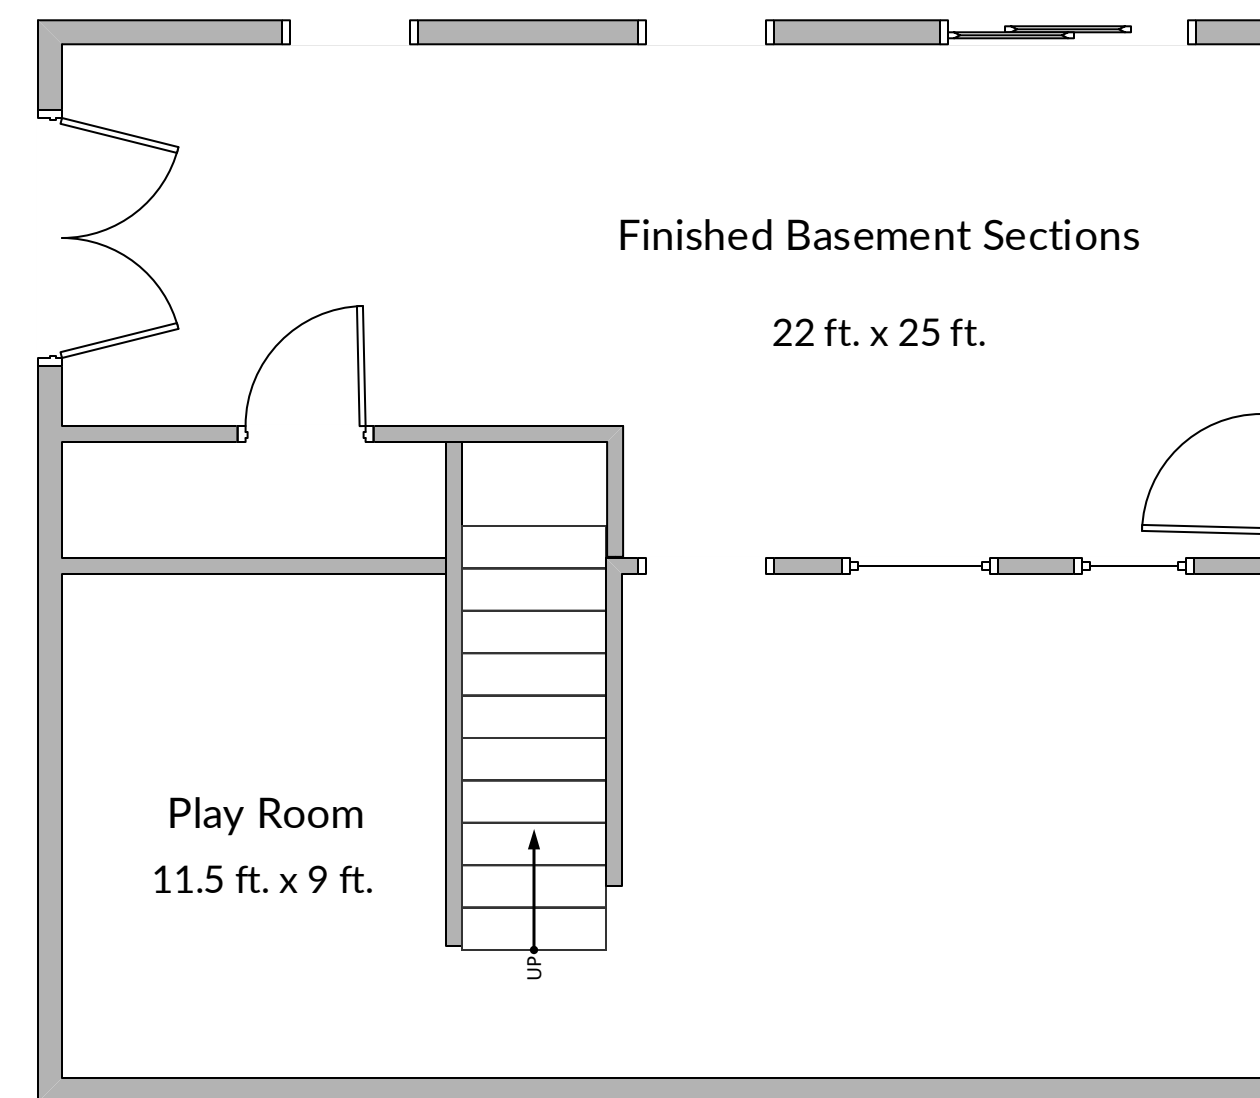 Finished Basement Sections
22 ft. x 25 ft.
Play Room
11.5 ft. x 9 ft.
UP